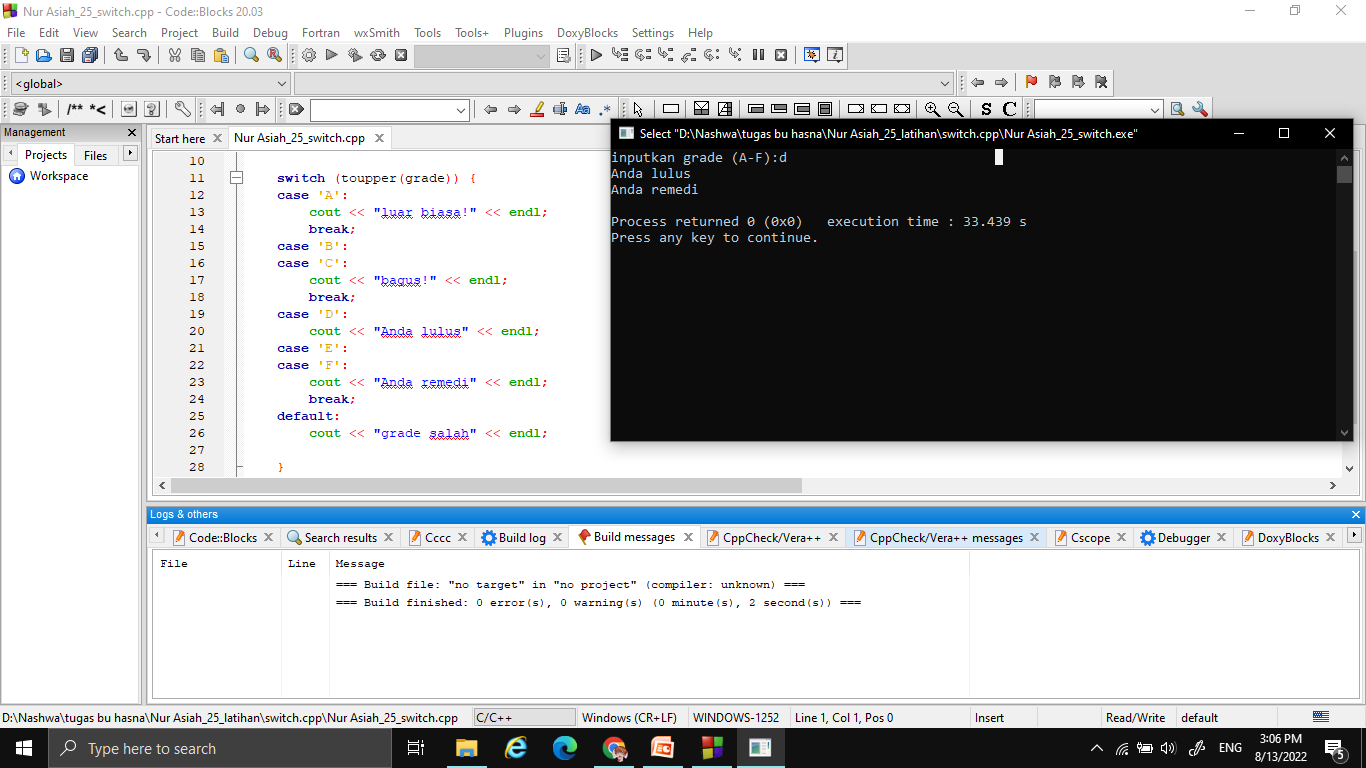 Nur Asiah_25_switch.cpp - Code::Blocks 20.03
File Edit View Search Project Build Debug Fortran wxSmith Tools Tools+ Plugins DoxyBlocks Settings Help
<global>
/** *< Aa .* S C
Management
Projects Files
Workspace
Start here Nur Asiah_25_switch.cpp
10
11 switch (toupper(grade)) {
12 case 'A':
13 cout << "luar biasa!" << endl;
14 break;
15 case 'B':
16 case 'C':
17 cout << "bagus!" << endl;
18 break;
19 case 'D':
20 cout << "Anda lulus" << endl;
21 case 'E':
22 case 'F':
23 cout << "Anda remedi" << endl;
24 break;
25 default:
26 cout << "grade salah" << endl;
27
28 }
Select "D:\Nashwa\tugas bu hasna\Nur Asiah_25_latihan\switch.cpp\Nur Asiah_25_switch.exe"
inputkan grade (A-F):d
Anda lulus
Anda remedi
Process returned 0 (0x0) execution time : 33.439 s
Press any key to continue.
Logs & others
Code::Blocks Search results Cccc Build log Build messages CppCheck/Vera++ CppCheck/Vera++ messages Cscope Debugger DoxyBlocks
File Line Message
=== Build file: "no target" in "no project" (compiler: unknown) ===
=== Build finished: 0 error(s), 0 warning(s) (0 minute(s), 2 second(s)) ===
D:\Nashwa\tugas bu hasna\Nur Asiah_25_latihan\switch.cpp\Nur Asiah_25_switch.cpp C/C++ Windows (CR+LF) WINDOWS-1252 Line 1, Col 1, Pos 0 Insert Read/Write default
Type here to search
ENG
3:06 PM
8/13/2022
5